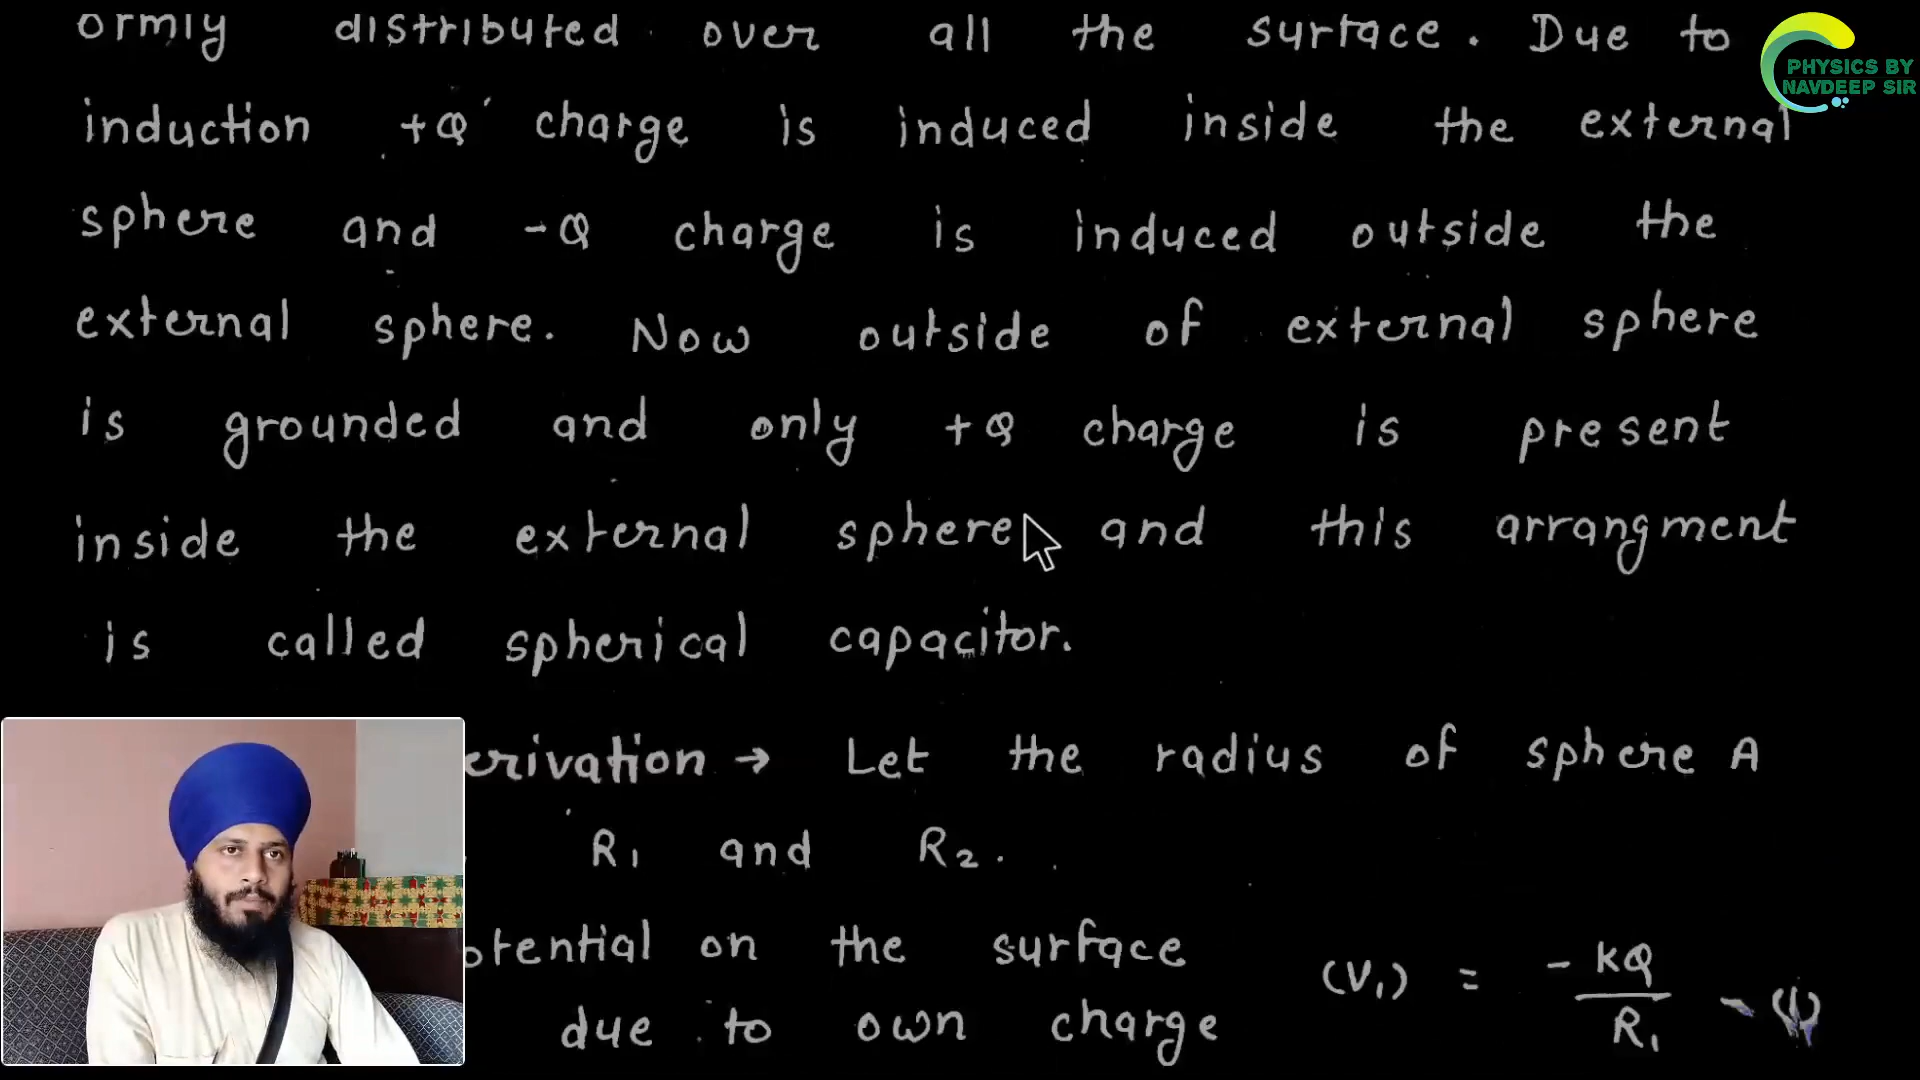 ormly distributed over all the surface. Due to
PHYSICS BY
NAVDEEP SIR
induction +Q charge is induced inside the external
sphere and -Q charge is induced outside the
external sphere. Now outside of external sphere
is grounded and only +Q charge is present
inside the external sphere and this arrangment
is called spherical capacitor.
erivation → Let the radius of sphere A
R₁ and R₂.
otential on the surface
due to own charge
(V₁) = -KQ/R₁ - (1)